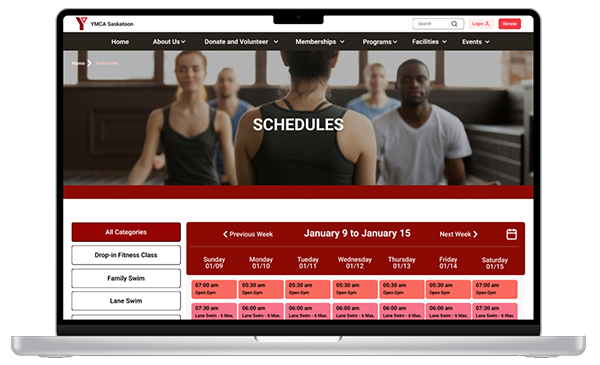 YMCA Saskatoon
Search
Login
Donate
Home
About Us
Donate and Volunteer
Memberships
Programs
Facilities
Events
Home
Schedules
SCHEDULES
All Categories
Drop-in Fitness Class
Family Swim
Lane Swim
Previous Week
January 9 to January 15
Next Week
Sunday Monday Tueday Wednesday Thursday Friday Saturday
01/09 01/10 01/11 01/12 01/13 01/14 01/15
07:00 am 05:30 am 05:30 am 05:30 am 05:30 am 05:30 am 07:00 am
Open Gym Open Gym Open Gym Open Gym Open Gym Open Gym Open Gym
07:30 am 06:00 am 06:00 am 06:00 am 06:00 am 06:00 am 07:30 am
Lane Swim - 6 Max. Lane Swim - 6 Max. Lane Swim - 6 Max. Lane Swim - 6 Max. Lane Swim - 6 Max. Lane Swim - 6 Max. Lane Swim - 6 Max.